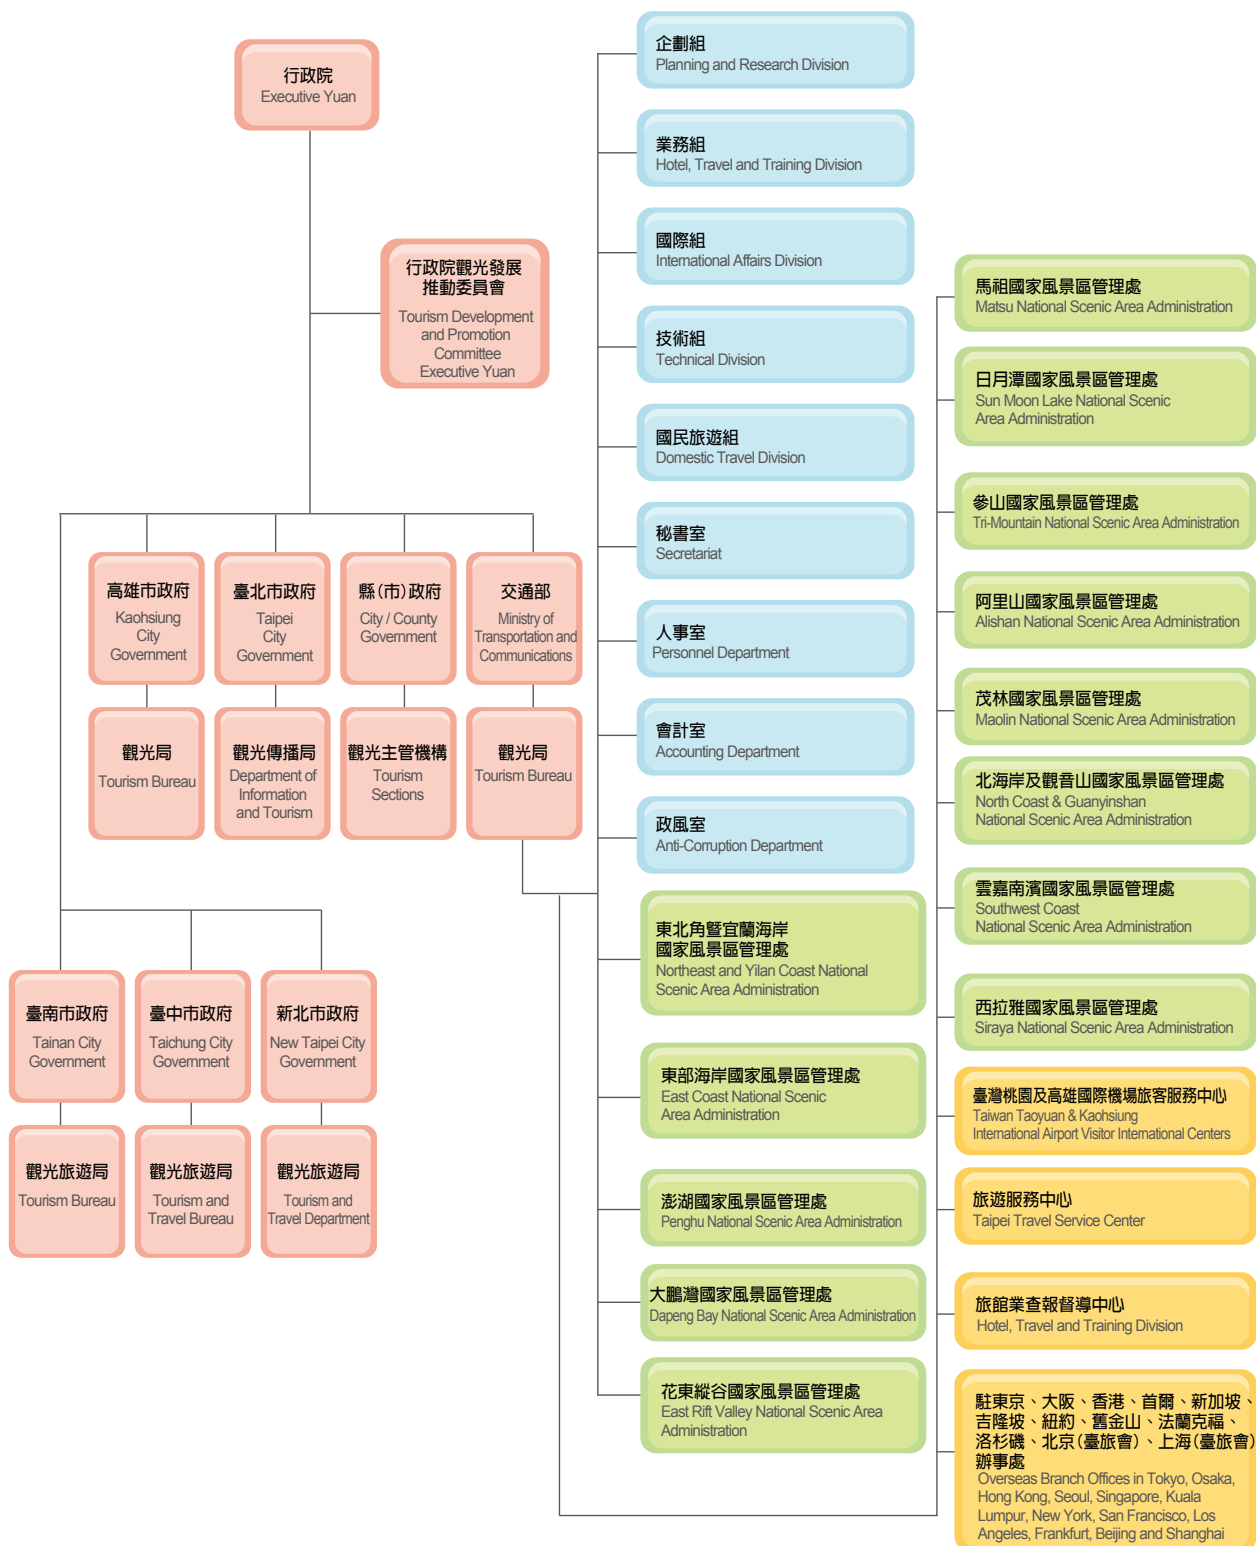 行政院
Executive Yuan
行政院觀光發展
推動委員會
Tourism Development
and Promotion
Committee
Executive Yuan
高雄市政府
Kaohsiung
City
Government
臺北市政府
Taipei
City
Government
縣(市)政府
City / County
Government
交通部
Ministry of
Transportation and
Communications
觀光局
Tourism Bureau
觀光傳播局
Department of
Information
and Tourism
觀光主管機構
Tourism
Sections
觀光局
Tourism Bureau
臺南市政府
Tainan City
Government
臺中市政府
Taichung City
Government
新北市政府
New Taipei City
Government
觀光旅遊局
Tourism Bureau
觀光旅遊局
Tourism and
Travel Bureau
觀光旅遊局
Tourism and
Travel Department
企劃組
Planning and Research Division
業務組
Hotel, Travel and Training Division
國際組
International Affairs Division
技術組
Technical Division
國民旅遊組
Domestic Travel Division
秘書室
Secretariat
人事室
Personnel Department
會計室
Accounting Department
政風室
Anti-Corruption Department
東北角暨宜蘭海岸
國家風景區管理處
Northeast and Yilan Coast National
Scenic Area Administration
東部海岸國家風景區管理處
East Coast National Scenic
Area Administration
澎湖國家風景區管理處
Penghu National Scenic Area Administration
大鵬灣國家風景區管理處
Dapeng Bay National Scenic Area Administration
花東縱谷國家風景區管理處
East Rift Valley National Scenic Area
Administration
馬祖國家風景區管理處
Matsu National Scenic Area Administration
日月潭國家風景區管理處
Sun Moon Lake National Scenic
Area Administration
參山國家風景區管理處
Tri-Mountain National Scenic Area Administration
阿里山國家風景區管理處
Alishan National Scenic Area Administration
茂林國家風景區管理處
Maolin National Scenic Area Administration
北海岸及觀音山國家風景區管理處
North Coast & Guanyinshan
National Scenic Area Administration
雲嘉南濱國家風景區管理處
Southwest Coast
National Scenic Area Administration
西拉雅國家風景區管理處
Siraya National Scenic Area Administration
臺灣桃園及高雄國際機場旅客服務中心
Taiwan Taoyuan & Kaohsiung
International Airport Visitor International Centers
旅遊服務中心
Taipei Travel Service Center
旅館業查報督導中心
Hotel, Travel and Training Division
駐東京、大阪、香港、首爾、新加坡、
吉隆坡、紐約、舊金山、法蘭克福、
洛杉磯、北京(臺旅會)、上海(臺旅會)
辦事處
Overseas Branch Offices in Tokyo, Osaka,
Hong Kong, Seoul, Singapore, Kuala
Lumpur, New York, San Francisco, Los
Angeles, Frankfurt, Beijing and Shanghai